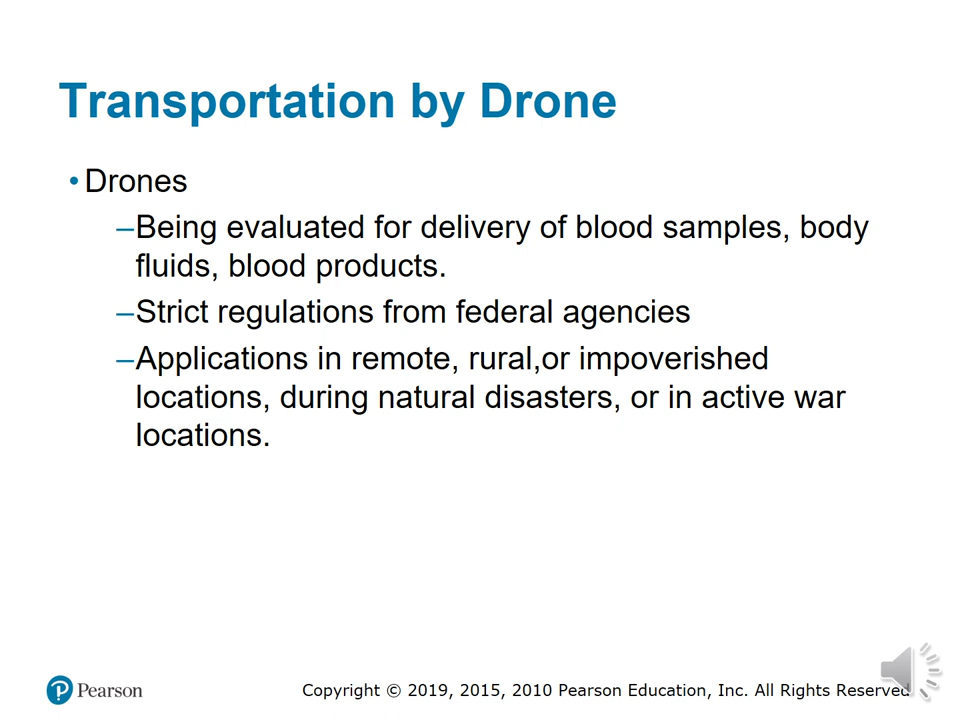 Transportation by Drone
• Drones
–Being evaluated for delivery of blood samples, body
fluids, blood products.
–Strict regulations from federal agencies
–Applications in remote, rural,or impoverished
locations, during natural disasters, or in active war
locations.
P Pearson
Copyright © 2019, 2015, 2010 Pearson Education, Inc. All Rights Reserved